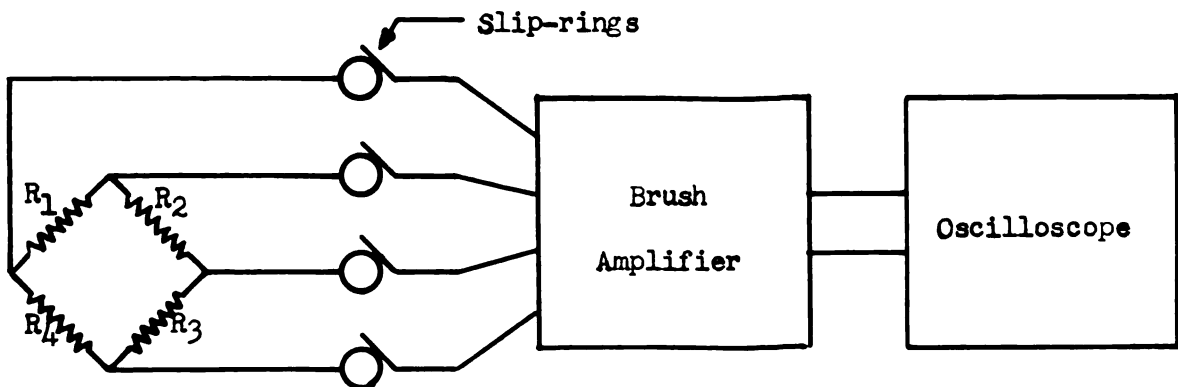 Slip-rings
R1
R2
Brush
Amplifier
Oscilloscope
R4
R3